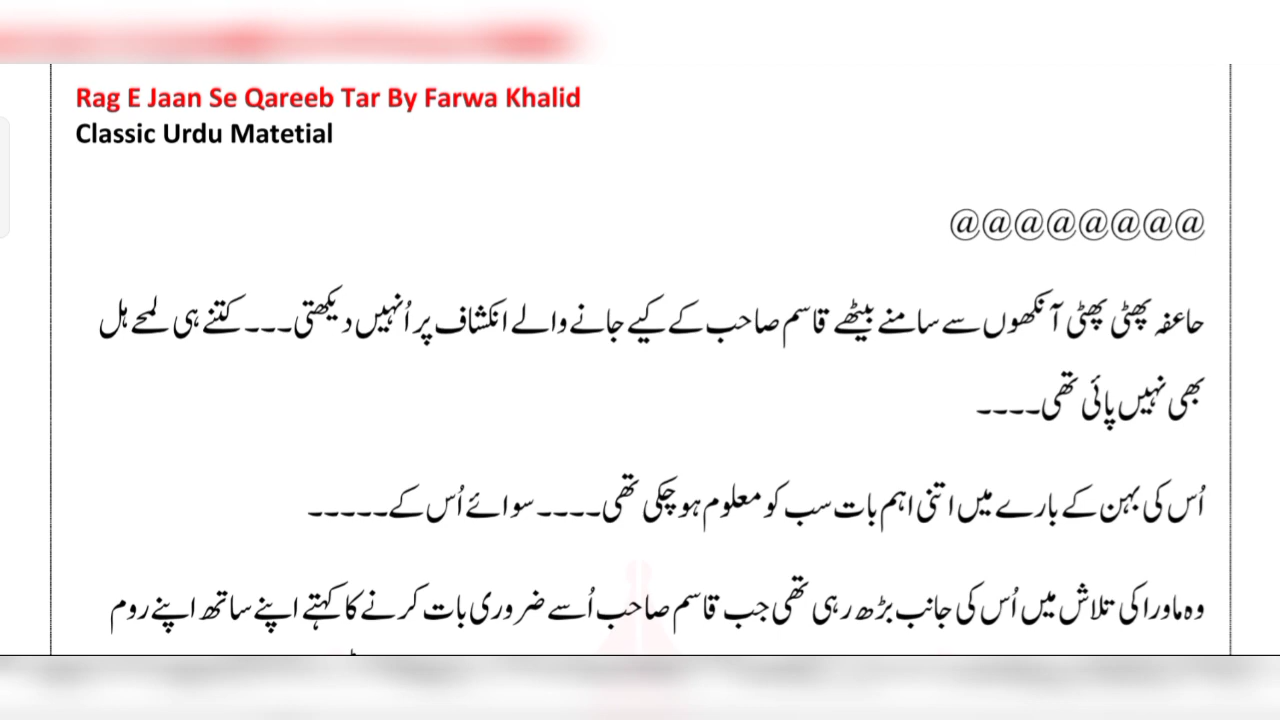 Rag E Jaan Se Qareeb Tar By Farwa Khalid
Classic Urdu Matetial
@@@@@@@@
حاعفہ پھٹی پھٹی آنکھوں سے سامنے بیٹھے قاسم صاحب کے کیے جانے والے انکشاف پر اُنہیں دیکھتی۔۔۔ کتنے ہی لمحے ہل
بھی نہیں پائی تھی۔۔۔۔
اُس کی بہن کے بارے میں اتنی اہم بات سب کو معلوم ہو چکی تھی۔۔۔۔ سوائے اُس کے۔۔۔۔۔
وہ ماورا کی تلاش میں اُس کی جانب بڑھ رہی تھی جب قاسم صاحب اُسے ضروری بات کرنے کا کہتے اپنے ساتھ اپنے روم